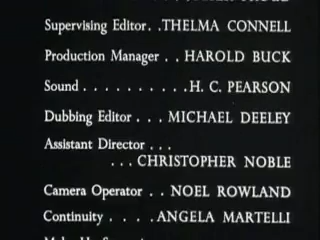 Supervising Editor. .THELMA CONNELL
Production Manager . . HAROLD BUCK
Sound . . . . . . . . . . H. C. PEARSON
Dubbing Editor . . . MICHAEL DEELEY
Assistant Director . . .
. . . CHRISTOPHER NOBLE
Camera Operator . . NOEL ROWLAND
Continuity . . . . ANGELA MARTELLI